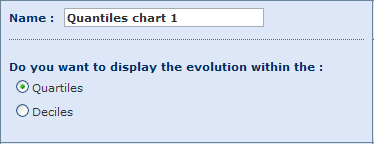 Name : Quantiles chart 1
Do you want to display the evolution within the :
Quartiles
Deciles